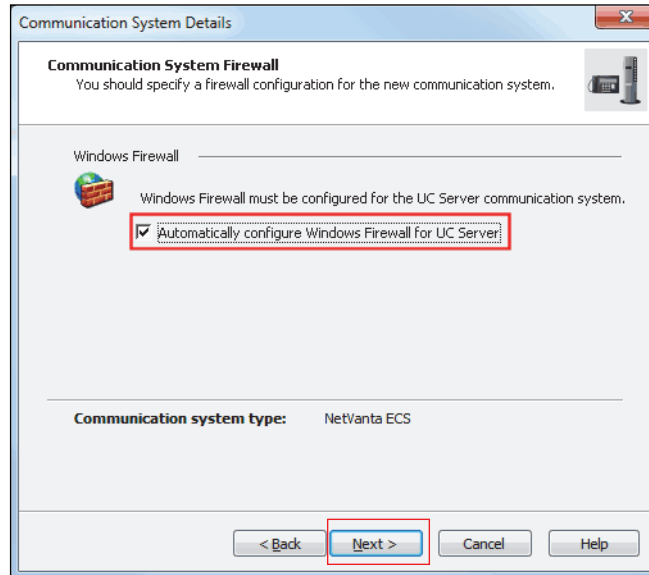 Communication System Details
Communication System Firewall
You should specify a firewall configuration for the new communication system.
Windows Firewall
Windows Firewall must be configured for the UC Server communication system.
Automatically configure Windows Firewall for UC Server
Communication system type: NetVanta ECS
< Back Next > Cancel Help